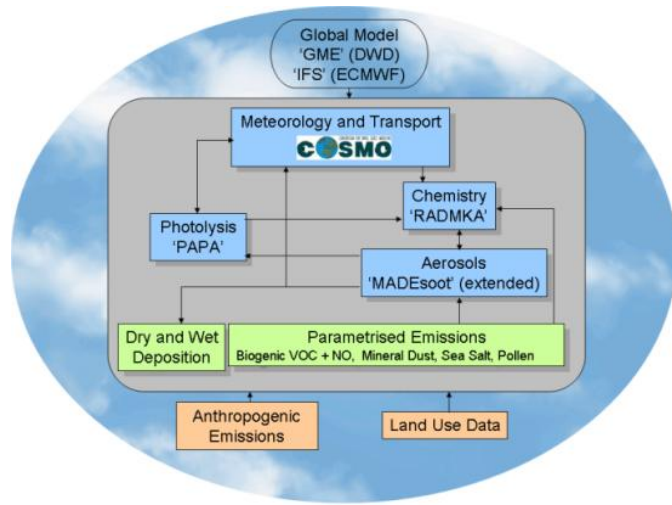 Global Model
'GME' (DWD)
'IFS' (ECMWF)
Meteorology and Transport
COSMO
Chemistry
'RADMKA'
Photolysis
'PAPA'
Aerosols
'MADEsoot' (extended)
Dry and Wet
Deposition
Parametrised Emissions
Biogenic VOC + NO, Mineral Dust, Sea Salt, Pollen
Anthropogenic
Emissions
Land Use Data